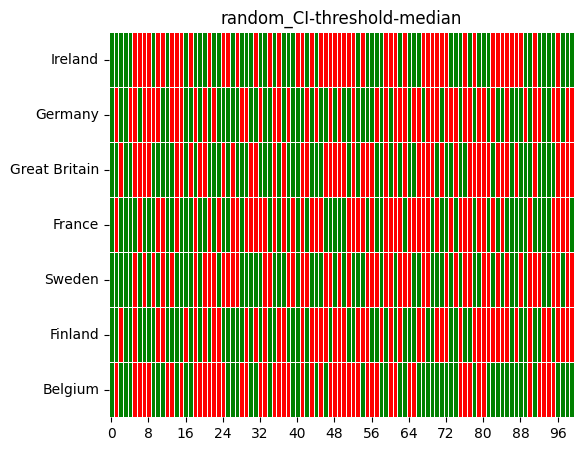 random_CI-threshold-median
Ireland
Germany
Great Britain
France
Sweden
Finland
Belgium
0 8 16 24 32 40 48 56 64 72 80 88 96